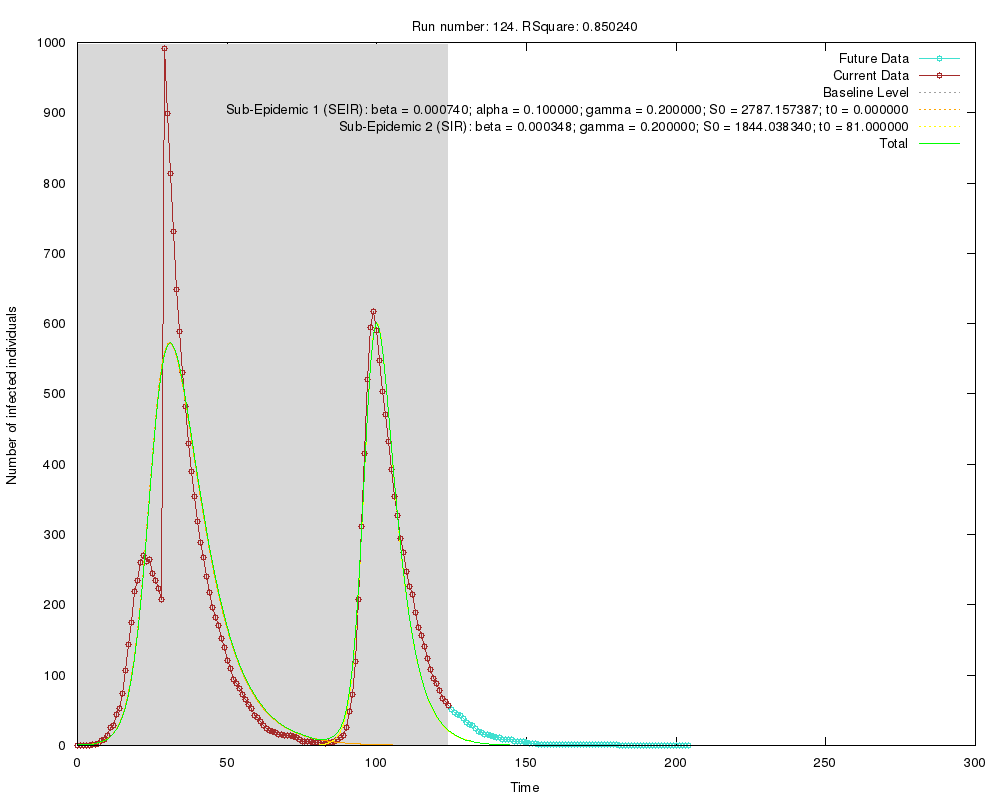 Run number: 124. RSquare: 0.850240
1000
900
800
700
600
500
400
300
200
100
0
0 50 100 150 200 250 300
Number of infected individuals
Time
Future Data
Current Data
Baseline Level
Sub-Epidemic 1 (SEIR): beta = 0.000740; alpha = 0.100000; gamma = 0.200000; S0 = 2787.157387; t0 = 0.000000
Sub-Epidemic 2 (SIR): beta = 0.000348; gamma = 0.200000; S0 = 1844.038340; t0 = 81.000000
Total